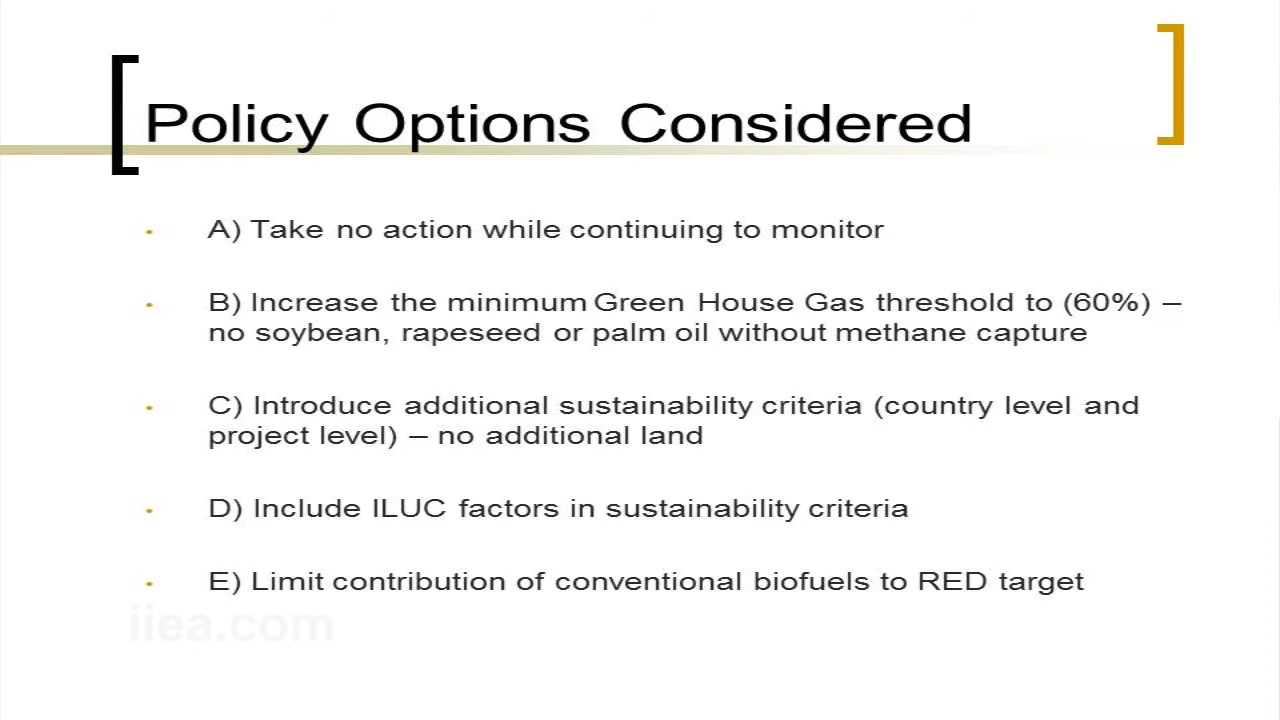 Policy Options Considered
A) Take no action while continuing to monitor
B) Increase the minimum Green House Gas threshold to (60%) –
no soybean, rapeseed or palm oil without methane capture
C) Introduce additional sustainability criteria (country level and
project level) – no additional land
D) Include ILUC factors in sustainability criteria
E) Limit contribution of conventional biofuels to RED target
iiea.com